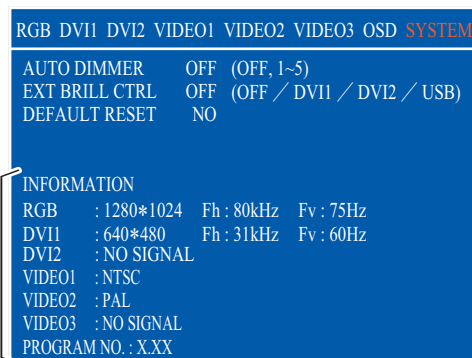 RGB DVI1 DVI2 VIDEO1 VIDEO2 VIDEO3 OSD SYSTEM
AUTO DIMMER OFF (OFF, 1~5)
EXT BRILL CTRL OFF (OFF / DVI1 / DVI2 / USB)
DEFAULT RESET NO
INFORMATION
RGB : 1280*1024 Fh : 80kHz Fv : 75Hz
DVI1 : 640*480 Fh : 31kHz Fv : 60Hz
DVI2 : NO SIGNAL
VIDEO1 : NTSC
VIDEO2 : PAL
VIDEO3 : NO SIGNAL
PROGRAM NO. : X.XX